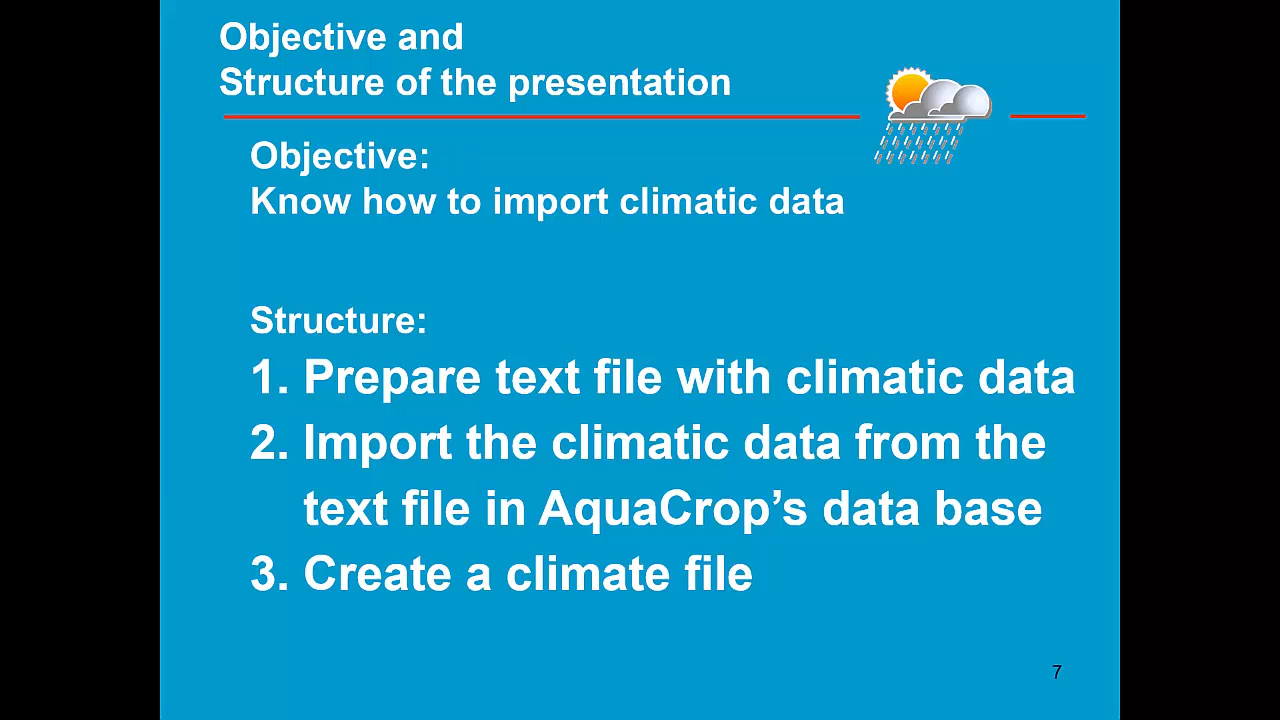 Objective and
Structure of the presentation
Objective:
Know how to import climatic data
Structure:
1. Prepare text file with climatic data
2. Import the climatic data from the
text file in AquaCrop’s data base
3. Create a climate file
7